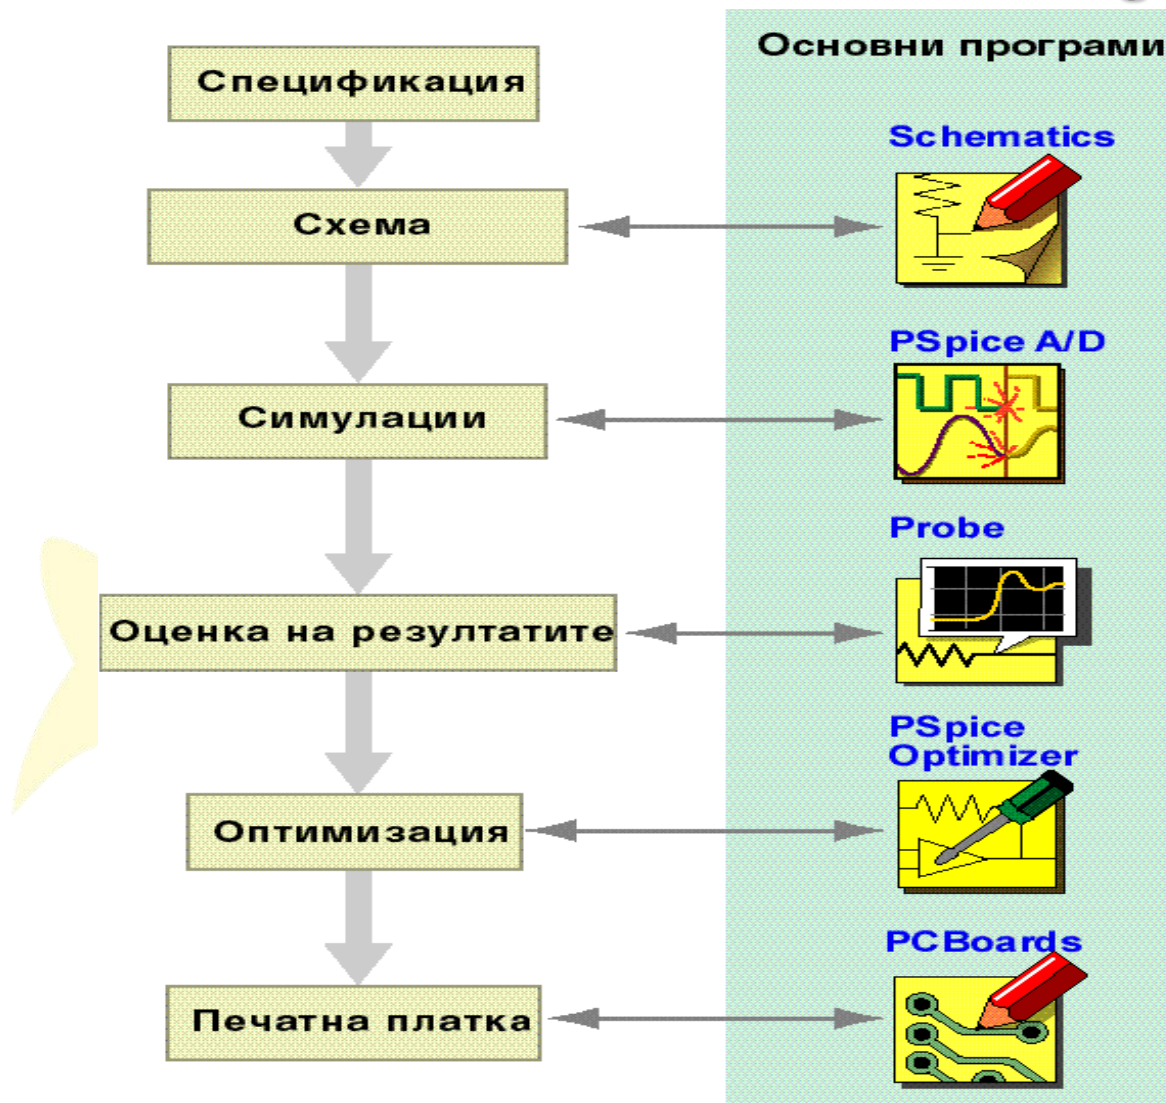 Основни програми
Спецификация
Schematics
Схема
PSpice A/D
Симулации
Probe
Оценка на резултатите
PSpice
Optimizer
Оптимизация
PCBoards
Печатна платка